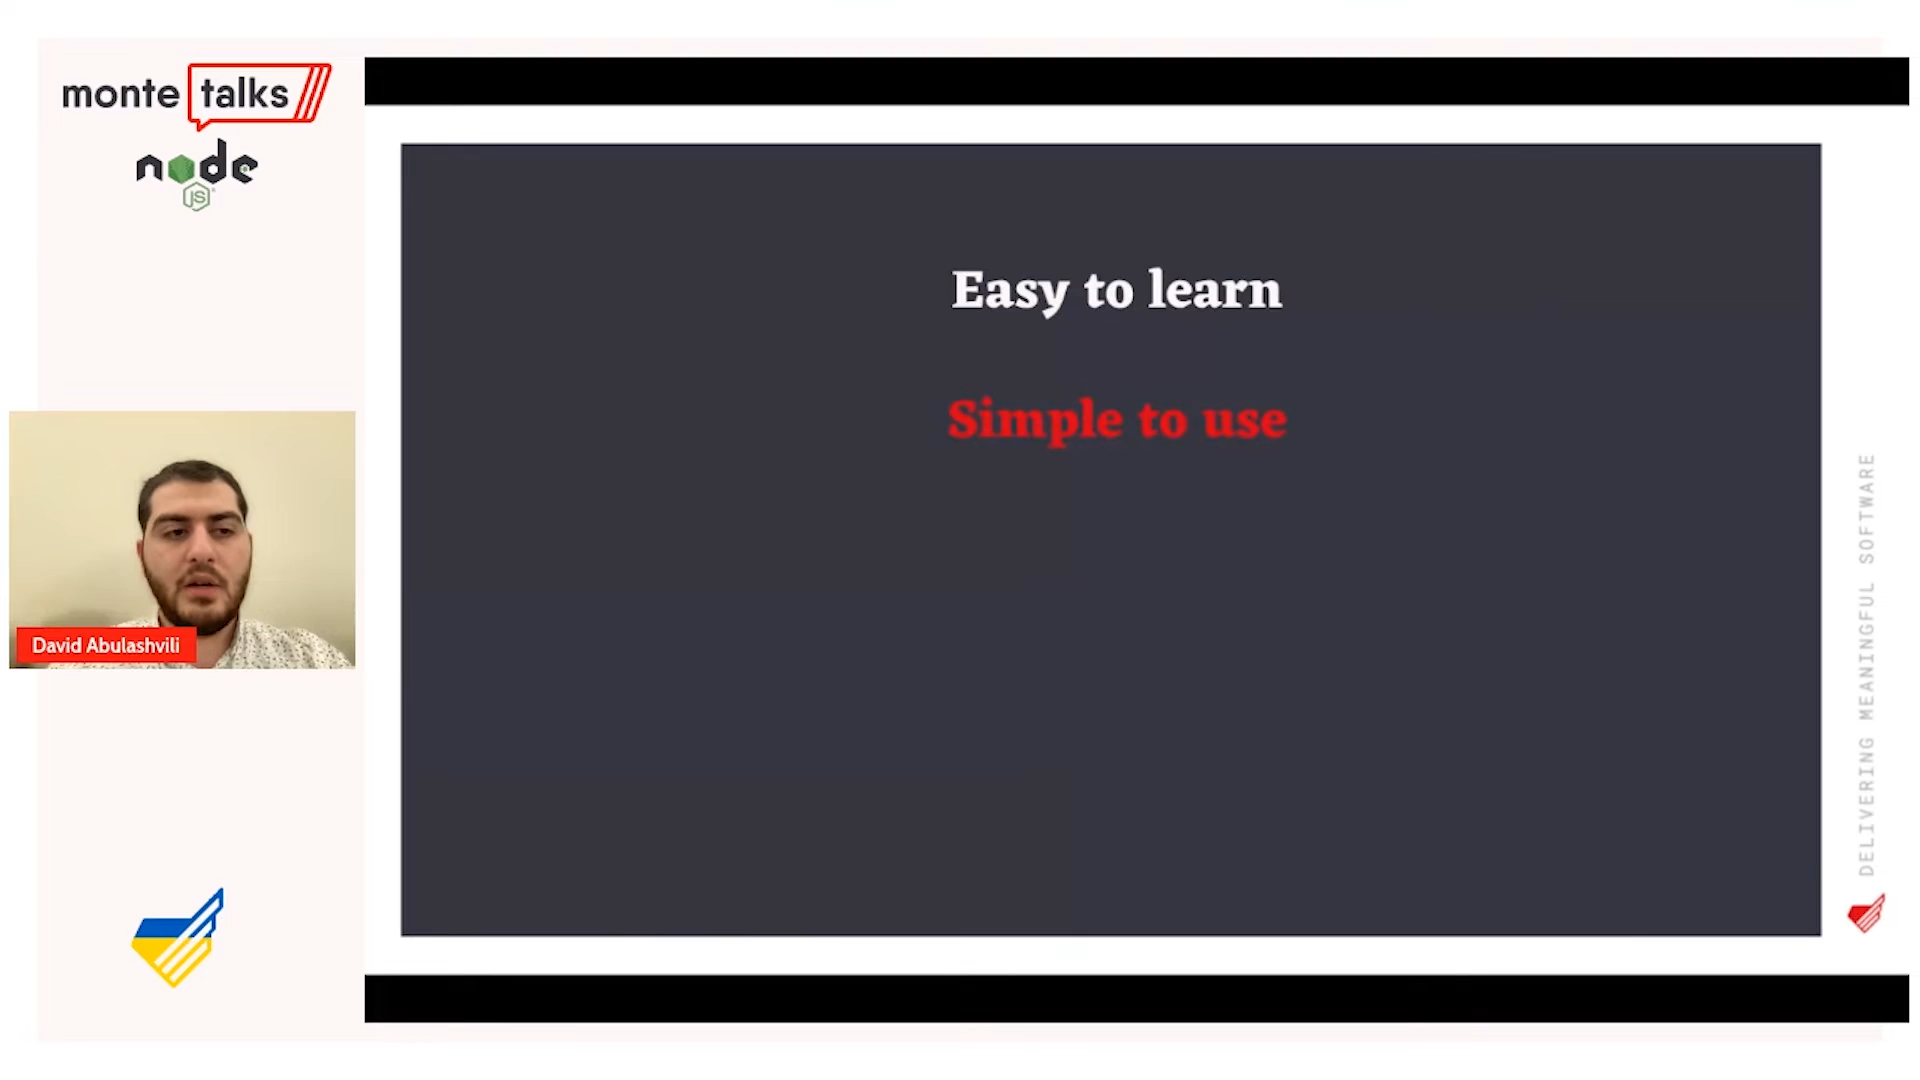 monte talks
node
JS
Easy to learn
Simple to use
David Abulashvili
DELIVERING MEANINGFUL SOFTWARE